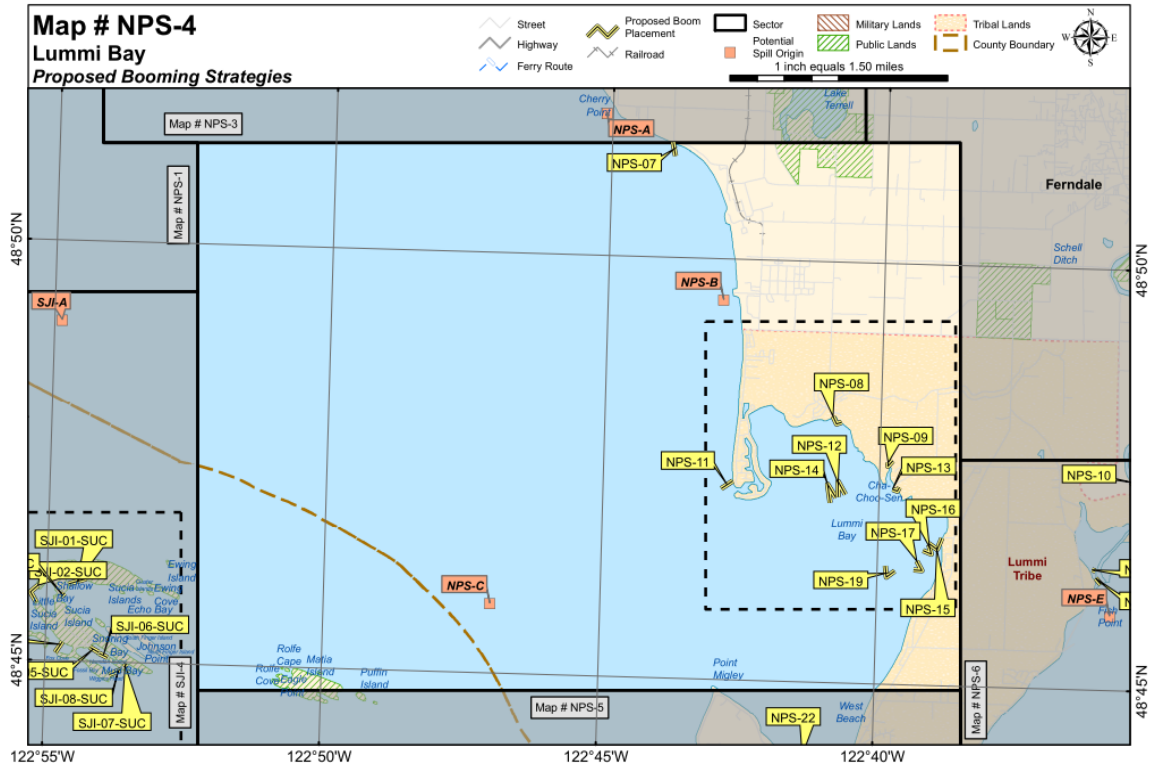 Map # NPS-4
Lummi Bay
Proposed Booming Strategies
Street
Highway
Ferry Route
Proposed Boom
Placement
Railroad
Sector
Potential
Spill Origin
Military Lands
Public Lands
Tribal Lands
County Boundary
1 inch equals 1.50 miles
N
W
E
S
Map # NPS-3
Cherry
Point
NPS-A
Lake
Terrell
NPS-07
Map # NPS-1
Ferndale
48°50'N
Schell
Ditch
48°50'N
SJI-A
NPS-B
NPS-08
NPS-09
NPS-12
NPS-11
NPS-14
NPS-13
NPS-10
Cha-
Choo-Sen
NPS-16
Lummi
Bay
NPS-17
SJI-01-SUC
SJI-02-SUC
Ewing
Island
Shallow
Bay
Sucia
Islands
Ewing
Cove
Little
Sucia
Island
Sucia
Island
Echo Bay
NPS-C
NPS-19
Lummi
Tribe
NPS-E
NPS-15
Fish
Point
SJI-06-SUC
Snoring
Bay
Johnson
Point
05-SUC
SJI-08-SUC
SJI-07-SUC
Map # SJI-4
Rolfe
Cape
Rolfe
Cove
Matia
Island
Eagle
Point
Puffin
Island
Point
Migley
48°45'N
48°45'N
Map # NPS-5
NPS-22
West
Beach
Map # NPS-6
122°55'W
122°50'W
122°45'W
122°40'W